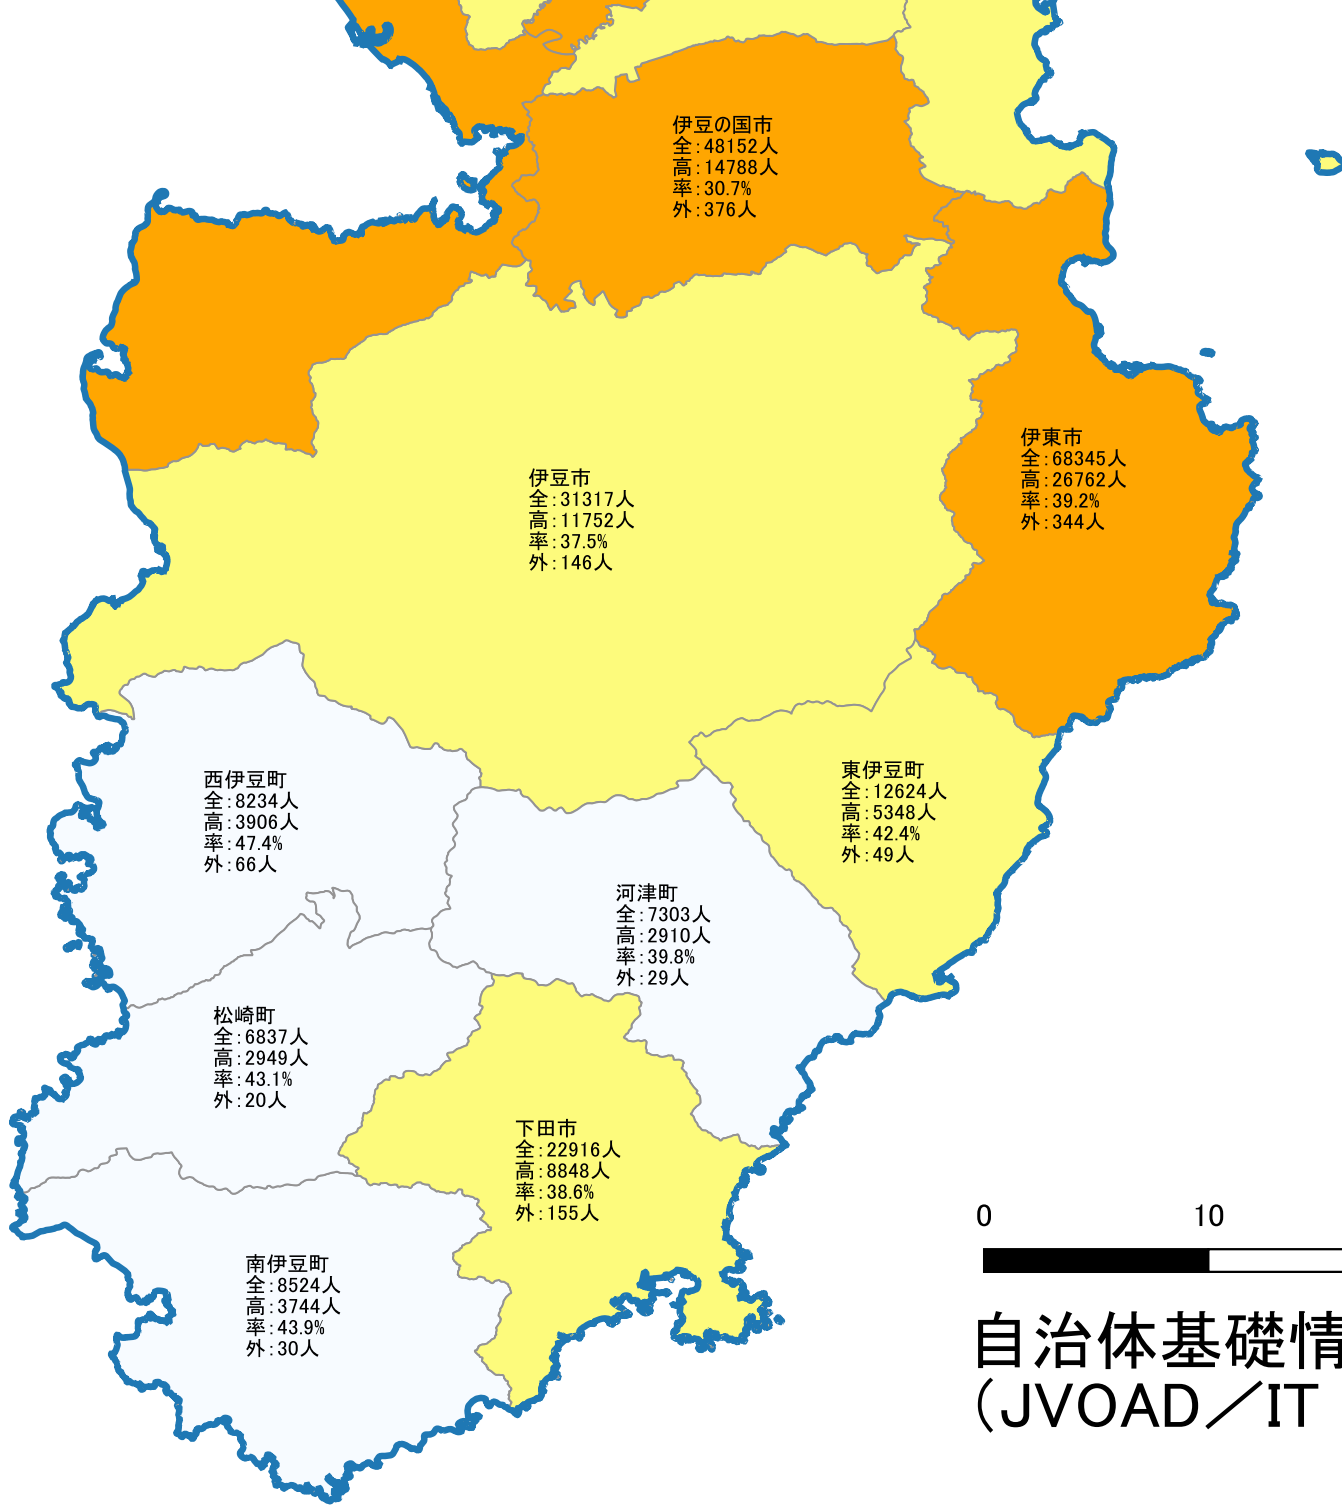 伊豆の国市
全:48152人
高:14788人
率:30.7%
外:376人
伊東市
全:68345人
高:26762人
率:39.2%
外:344人
伊豆市
全:31317人
高:11752人
率:37.5%
外:146人
東伊豆町
全:12624人
高:5348人
率:42.4%
外:49人
西伊豆町
全:8234人
高:3906人
率:47.4%
外:66人
河津町
全:7303人
高:2910人
率:39.8%
外:29人
松崎町
全:6837人
高:2949人
率:43.1%
外:20人
下田市
全:22916人
高:8848人
率:38.6%
外:155人
南伊豆町
全:8524人
高:3744人
率:43.9%
外:30人
0 10
自治体基礎情
(JVOAD／IT